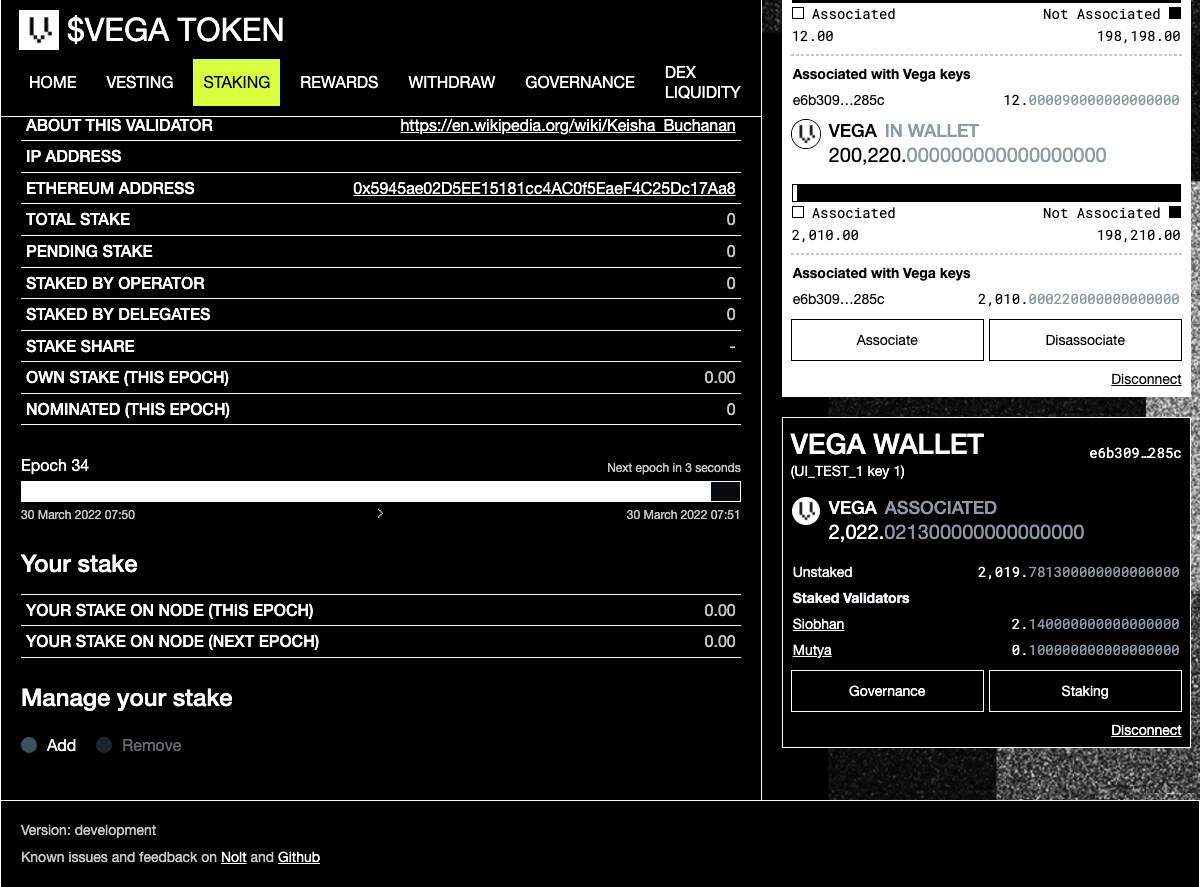 $VEGA TOKEN
HOME VESTING STAKING REWARDS WITHDRAW GOVERNANCE DEX LIQUIDITY
ABOUT THIS VALIDATOR https://en.wikipedia.org/wiki/Keisha_Buchanan
IP ADDRESS
ETHEREUM ADDRESS 0x5945ae02D5EE15181cc4AC0f5EaeF4C25Dc17Aa8
TOTAL STAKE 0
PENDING STAKE 0
STAKED BY OPERATOR 0
STAKED BY DELEGATES 0
STAKE SHARE -
OWN STAKE (THIS EPOCH) 0.00
NOMINATED (THIS EPOCH) 0
Epoch 34 Next epoch in 3 seconds
30 March 2022 07:50 > 30 March 2022 07:51
Your stake
YOUR STAKE ON NODE (THIS EPOCH) 0.00
YOUR STAKE ON NODE (NEXT EPOCH) 0.00
Manage your stake
Add Remove
Associated Not Associated
12.00 198,198.00
Associated with Vega keys
e6b309…285c 12.000090000000000000
VEGA IN WALLET
200,220.000000000000000000
Associated Not Associated
2,010.00 198,210.00
Associated with Vega keys
e6b309…285c 2,010.000220000000000000
Associate Disassociate
Disconnect
VEGA WALLET e6b309…285c
(UI_TEST_1 key 1)
VEGA ASSOCIATED
2,022.021300000000000000
Unstaked 2,019.781300000000000000
Staked Validators
Siobhan 2.140000000000000000
Mutya 0.100000000000000000
Governance Staking
Disconnect
Version: development
Known issues and feedback on Nolt and Github